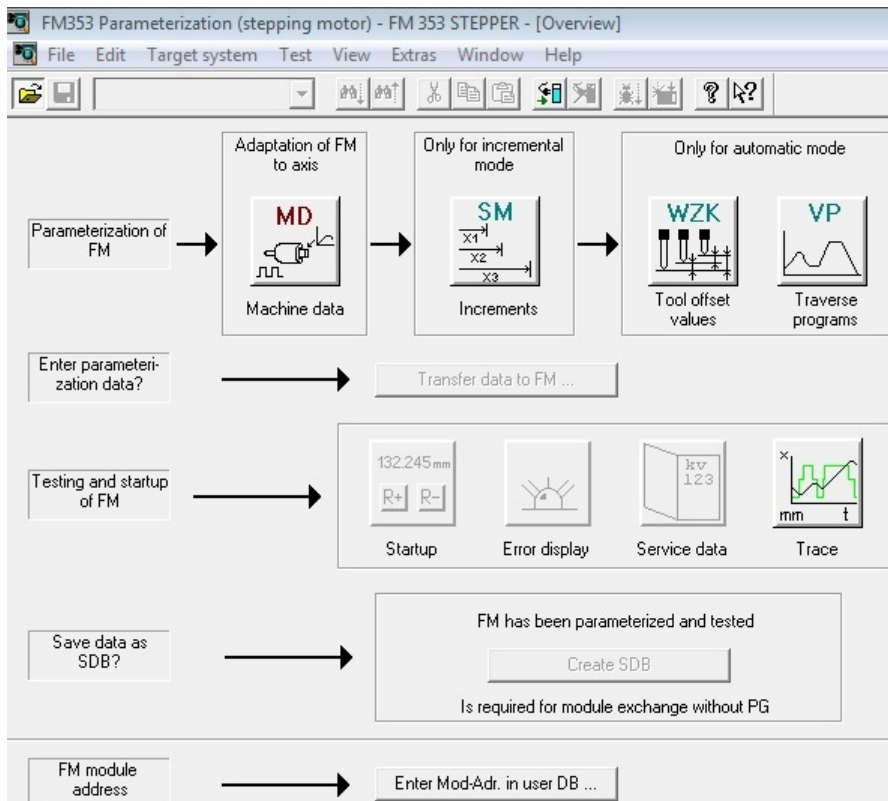 FM353 Parameterization (stepping motor) - FM 353 STEPPER - [Overview]
File Edit Target system Test View Extras Window Help
Adaptation of FM
to axis
Only for incremental
mode
Only for automatic mode
Parameterization of
FM
MD
SM
X1
X2
X3
WZK
VP
Machine data
Increments
Tool offset
values
Traverse
programs
Enter parameteri-
zation data?
Transfer data to FM ...
Testing and startup
of FM
132.245 mm
R+ R-
kv
123
x
mm t
Startup
Error display
Service data
Trace
Save data as
SDB?
FM has been parameterized and tested
Create SDB
Is required for module exchange without PG
FM module
address
Enter Mod-Adr. in user DB ...